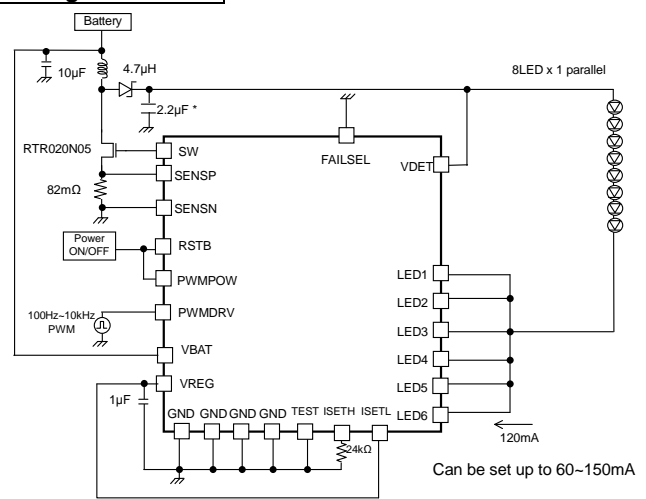 Battery
10µF
4.7µH
8LED x 1 parallel
2.2µF *
RTR020N05
SW
FAILSEL
VDET
SENSP
82mΩ
SENSN
Power
ON/OFF
RSTB
PWMPOW
LED1
LED2
100Hz~10kHz
PWM
PWMDRV
LED3
VBAT
LED4
VREG
LED5
1µF
GND GND GND GND TEST ISETH ISETL
LED6
24kΩ
120mA
Can be set up to 60~150mA